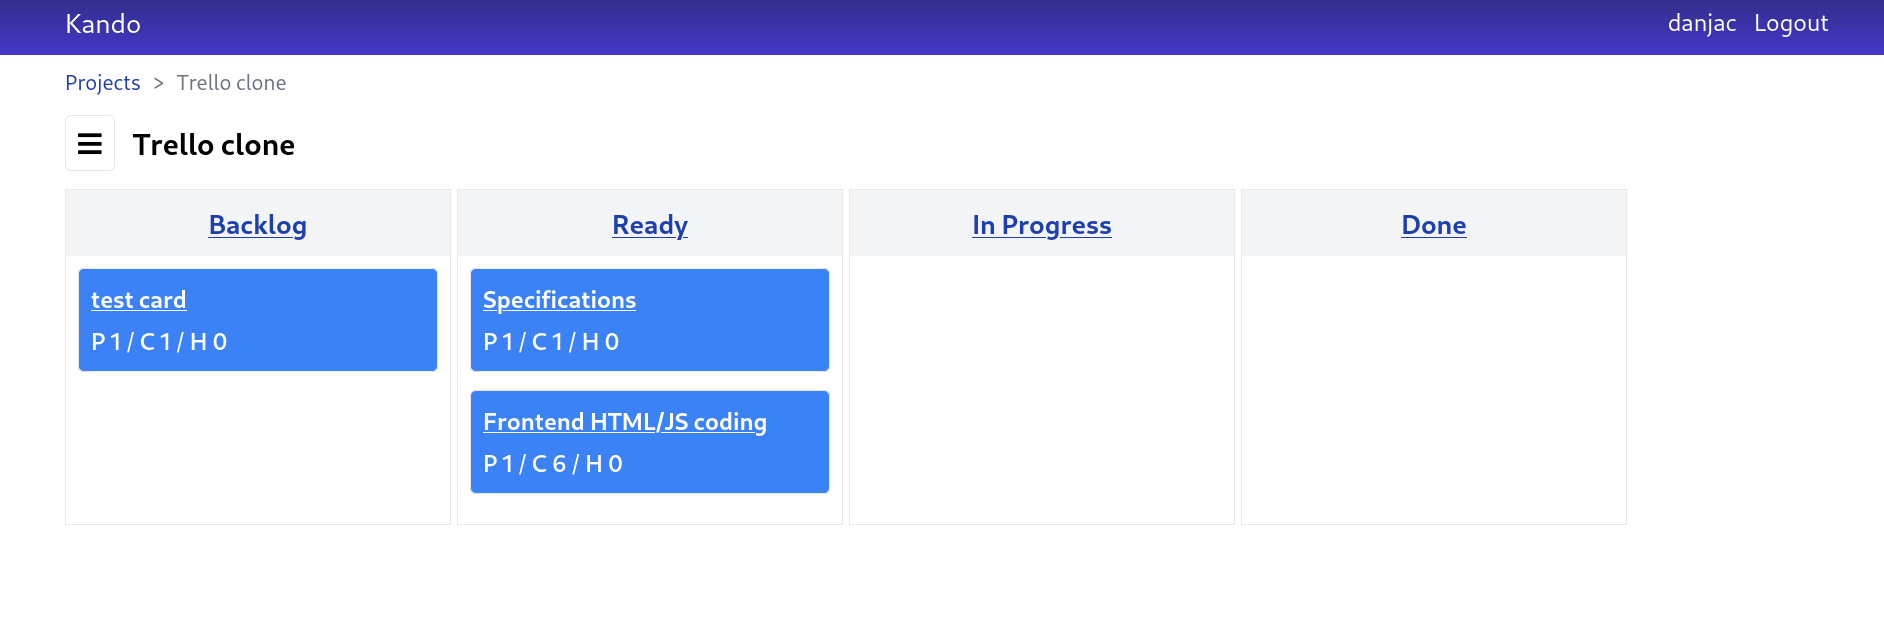 Kando
danjac Logout
Projects > Trello clone
Trello clone
Backlog
test card
P 1 / C 1 / H 0
Ready
Specifications
P 1 / C 1 / H 0
Frontend HTML/JS coding
P 1 / C 6 / H 0
In Progress
Done